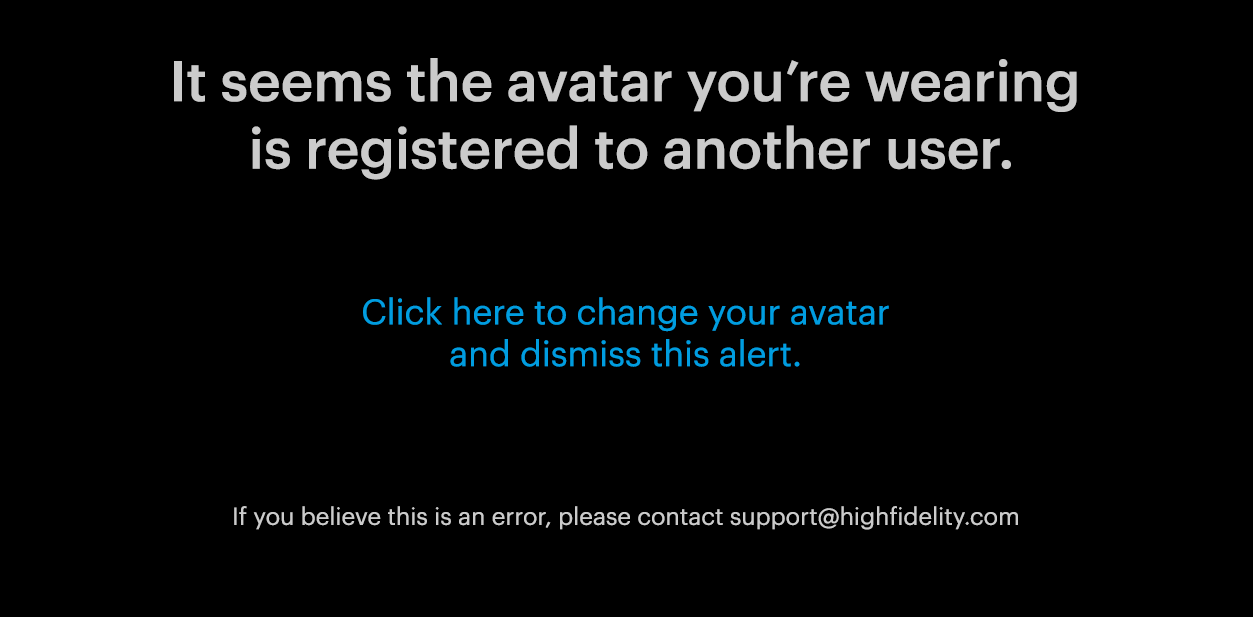 It seems the avatar you’re wearing
is registered to another user.
Click here to change your avatar
and dismiss this alert.
If you believe this is an error, please contact support@highfidelity.com